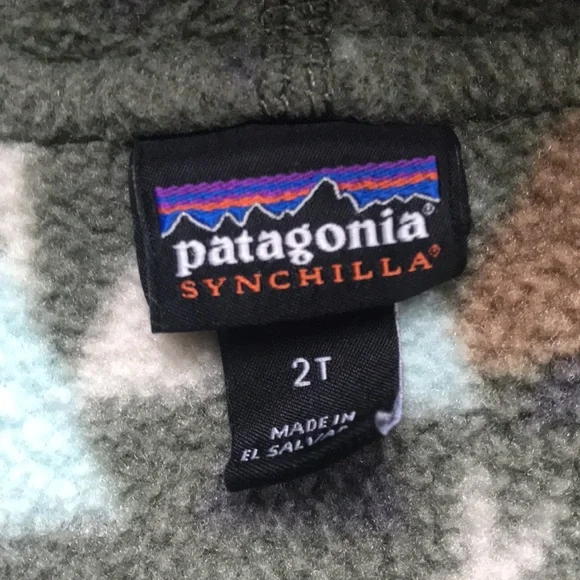 patagonia®
SYNCHILLA®
2T
MADE IN
EL